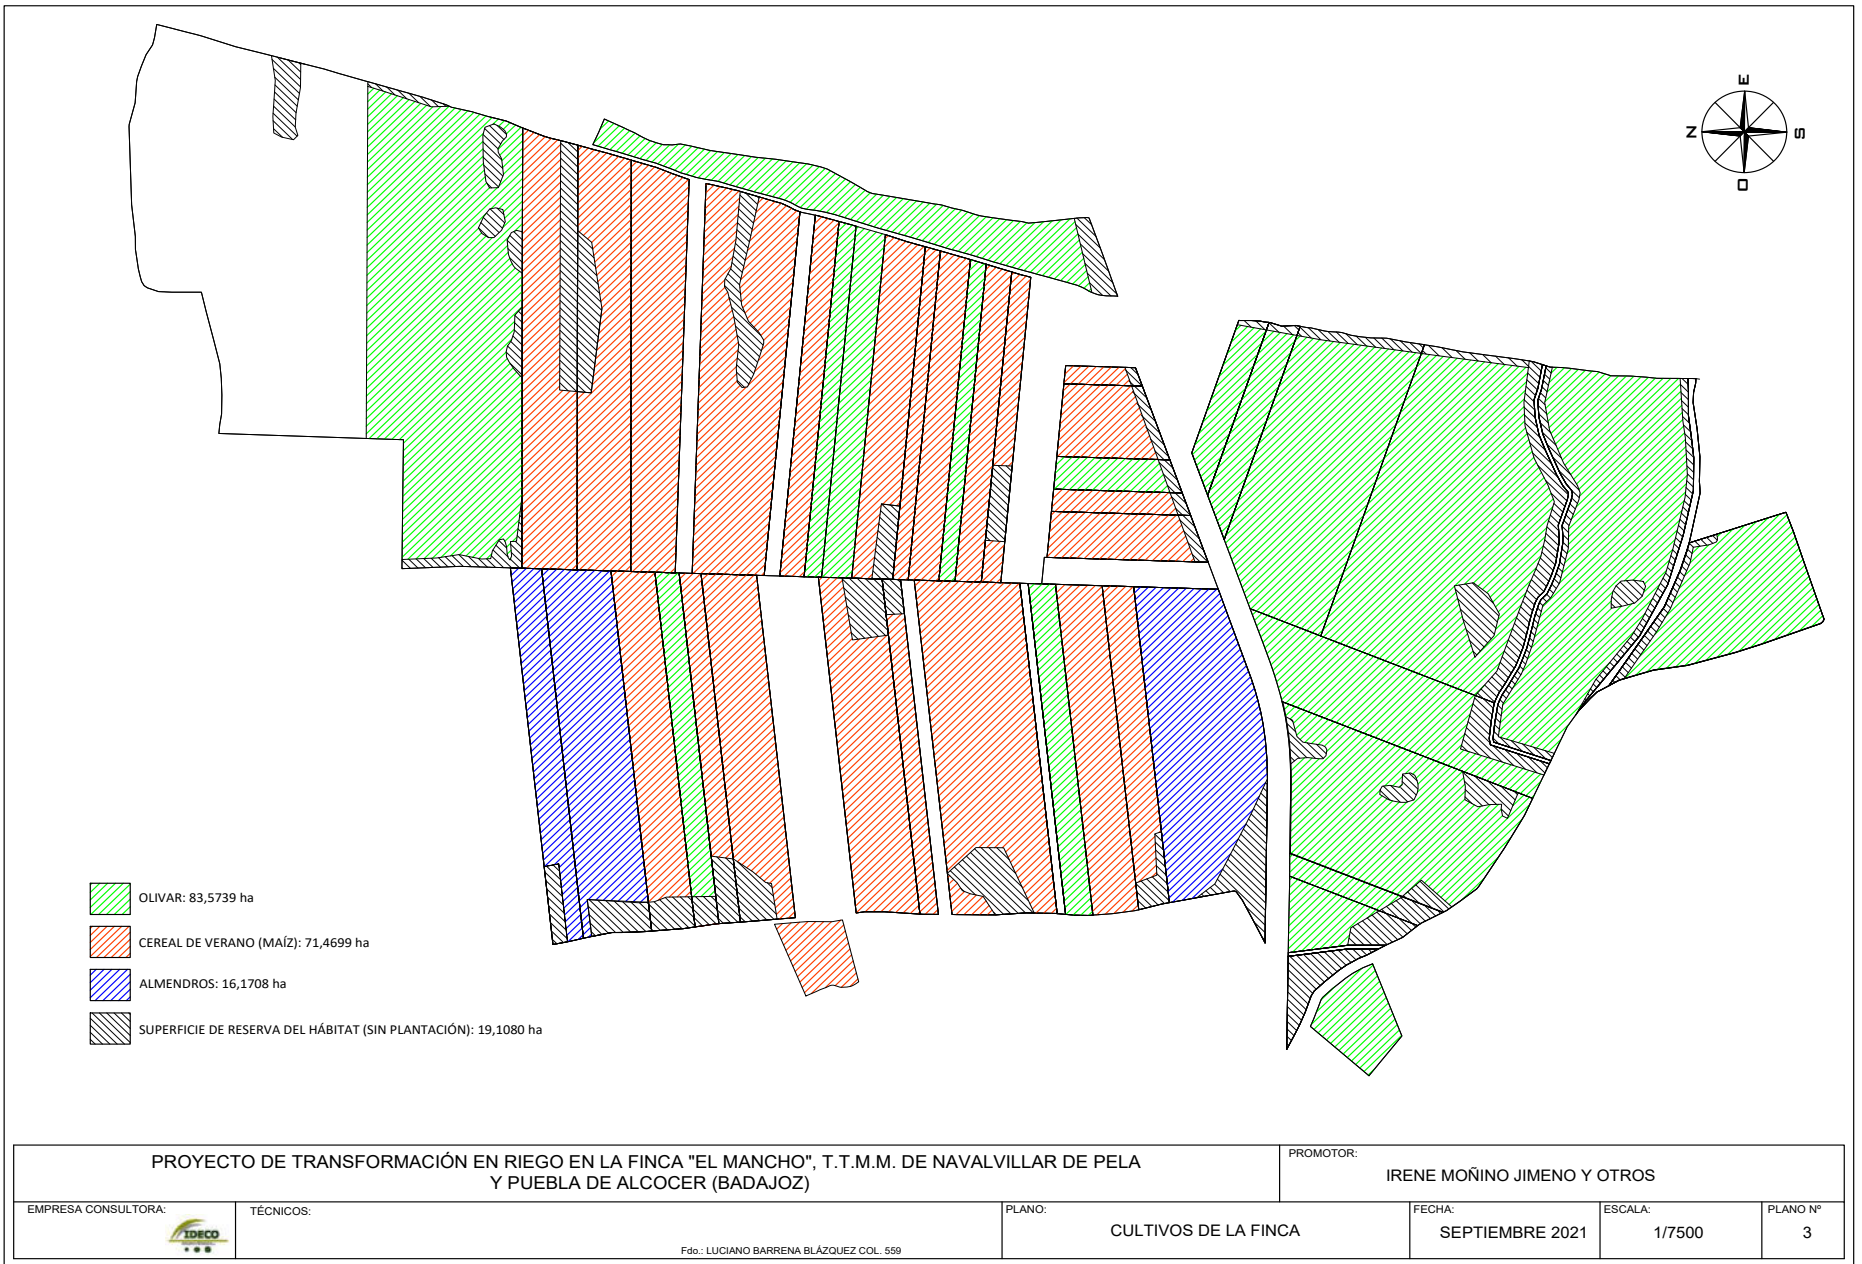 E
N
S
O
OLIVAR: 83,5739 ha
CEREAL DE VERANO (MAÍZ): 71,4699 ha
ALMENDROS: 16,1708 ha
SUPERFICIE DE RESERVA DEL HÁBITAT (SIN PLANTACIÓN): 19,1080 ha
PROYECTO DE TRANSFORMACIÓN EN RIEGO EN LA FINCA "EL MANCHO", T.T.M.M. DE NAVALVILLAR DE PELA
Y PUEBLA DE ALCOCER (BADAJOZ)
PROMOTOR:
IRENE MOÑINO JIMENO Y OTROS
EMPRESA CONSULTORA:
IDECO
TÉCNICOS:
Fdo.: LUCIANO BARRENA BLÁZQUEZ COL. 559
PLANO:
CULTIVOS DE LA FINCA
FECHA:
SEPTIEMBRE 2021
ESCALA:
1/7500
PLANO Nº
3